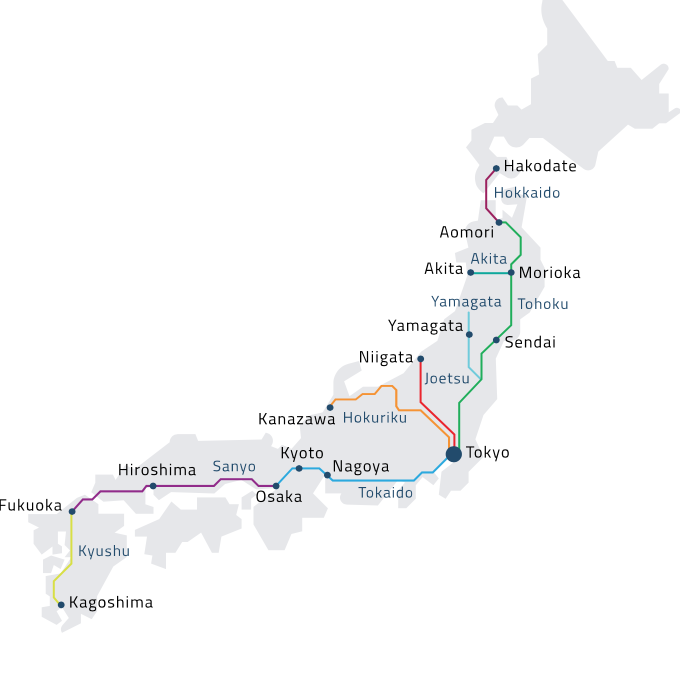 Hakodate
Hokkaido
Aomori
Akita
Akita
Morioka
Yamagata
Tohoku
Yamagata
Sendai
Niigata
Joetsu
Kanazawa
Hokuriku
Tokyo
Kyoto
Nagoya
Hiroshima
Sanyo
Osaka
Tokaido
Fukuoka
Kyushu
Kagoshima